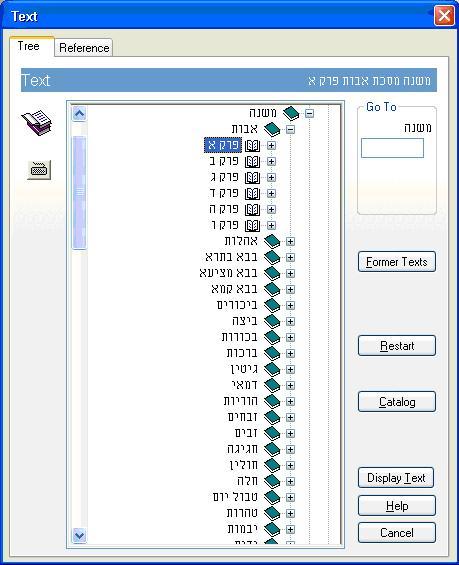 Text
Tree
Reference
Text
משנה מסכת אבות פרק א
משנה
אבות
פרק א
פרק ב
פרק ג
פרק ד
פרק ה
פרק ו
אהלות
בבא בתרא
בבא מציעא
בבא קמא
ביכורים
ביצה
בכורות
ברכות
גיטין
דמאי
הוריות
זבחים
זבים
חגיגה
חולין
חלה
טבול יום
טהרות
יבמות
ידים
Go To
משנה
Former Texts
Restart
Catalog
Display Text
Help
Cancel